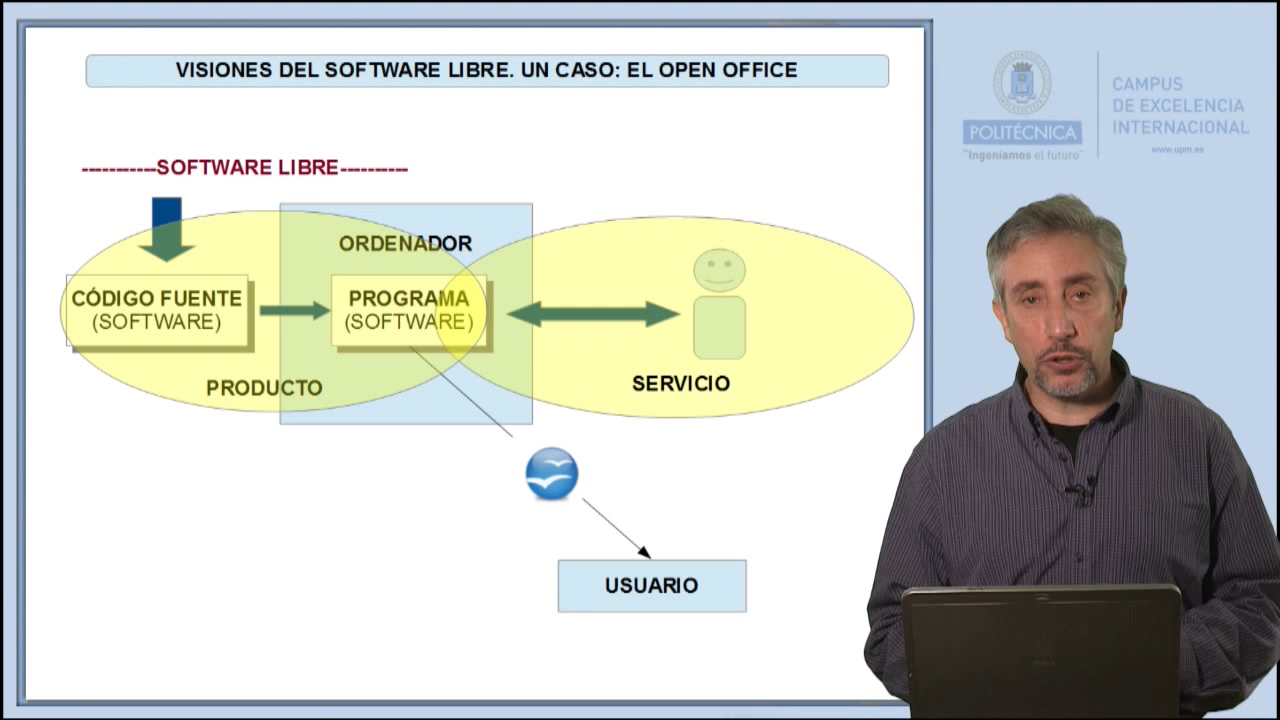 VISIONES DEL SOFTWARE LIBRE. UN CASO: EL OPEN OFFICE
-----------SOFTWARE LIBRE----------
ORDENADOR
CÓDIGO FUENTE
(SOFTWARE)
PROGRAMA
(SOFTWARE)
PRODUCTO
SERVICIO
USUARIO
POLITÉCNICA
"Ingeniamos el futuro"
CAMPUS
DE EXCELENCIA
INTERNACIONAL
www.upm.es